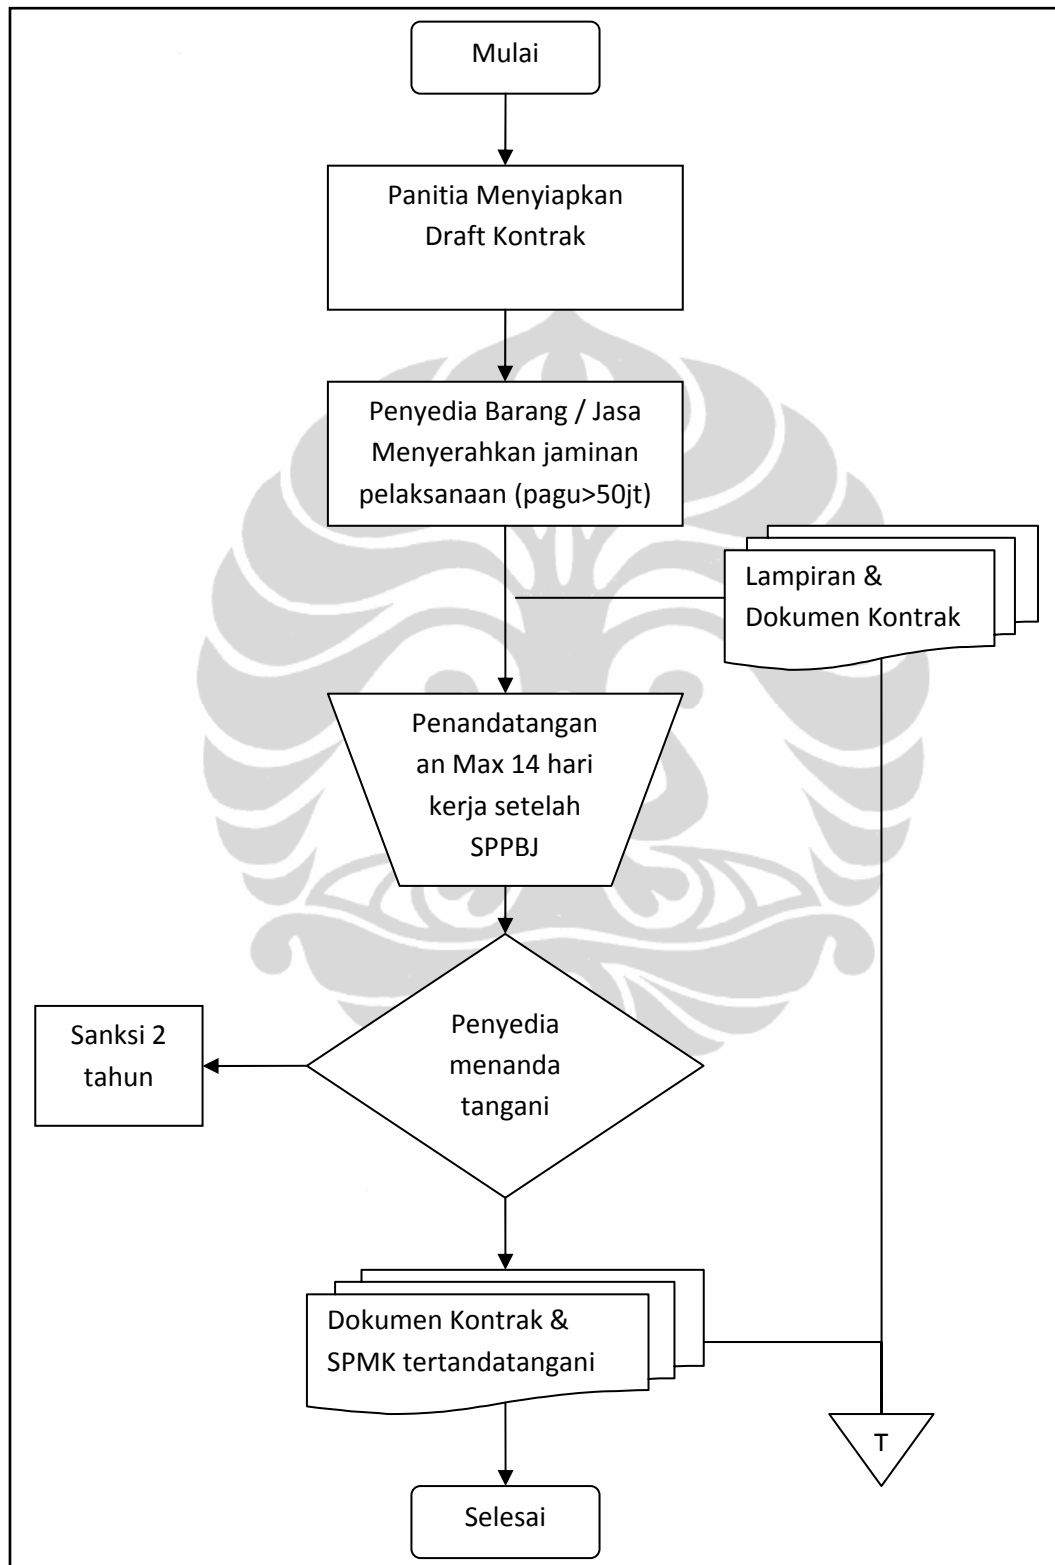 Mulai
Panitia Menyiapkan
Draft Kontrak
Penyedia Barang / Jasa
Menyerahkan jaminan
pelaksanaan (pagu>50jt)
Lampiran &
Dokumen Kontrak
Penandatangan
an Max 14 hari
kerja setelah
SPPBJ
Penyedia
menanda
tangani
Sanksi 2
tahun
Dokumen Kontrak &
SPMK tertandatangani
T
Selesai